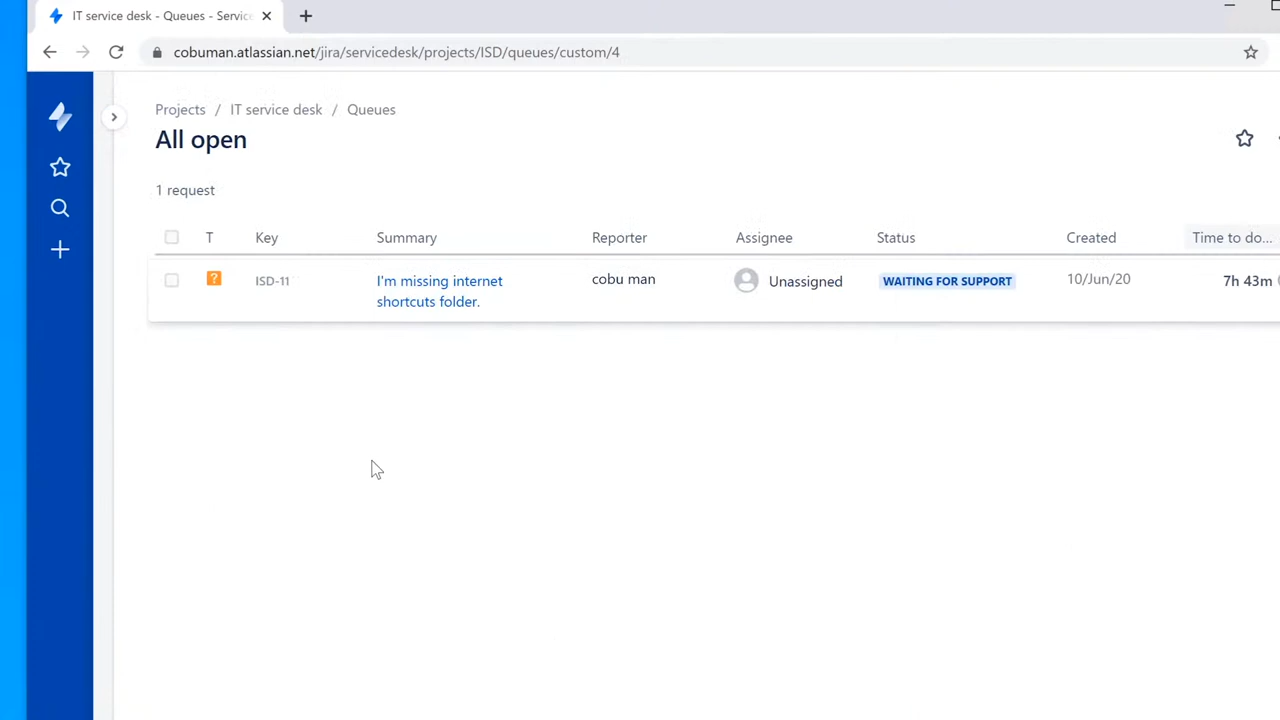 IT service desk - Queues - Servic
cobuman.atlassian.net/jira/servicedesk/projects/ISD/queues/custom/4
Projects / IT service desk / Queues
All open
1 request
T Key Summary Reporter Assignee Status Created Time to do...
? ISD-11 I'm missing internet cobu man Unassigned WAITING FOR SUPPORT 10/Jun/20 7h 43m
shortcuts folder.